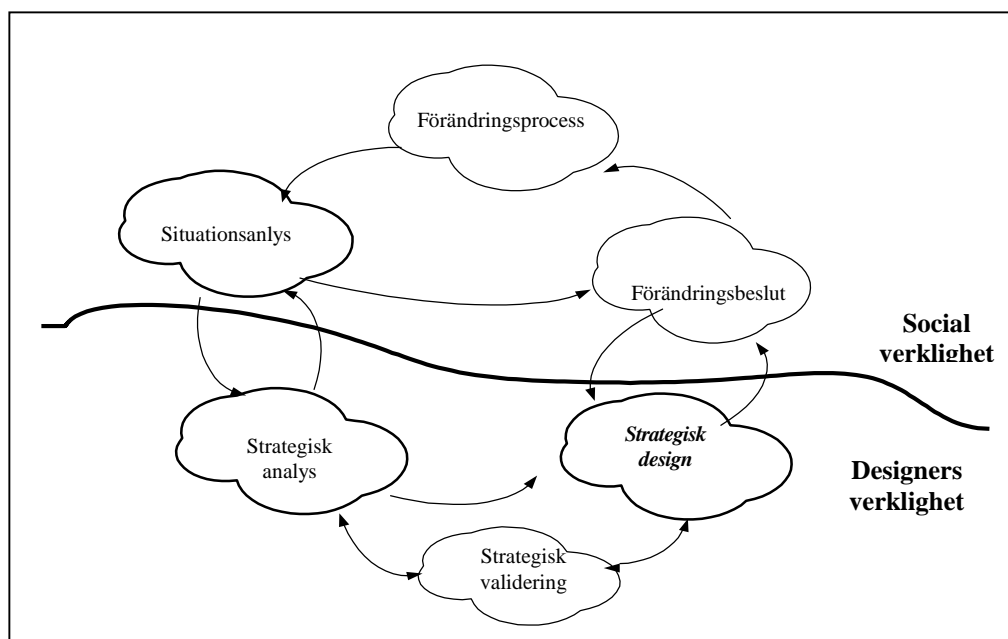 Förändringsprocess
Situationsanlys
Förändringsbeslut
Social
verklighet
Strategisk
analys
Strategisk
design
Designers
verklighet
Strategisk
validering